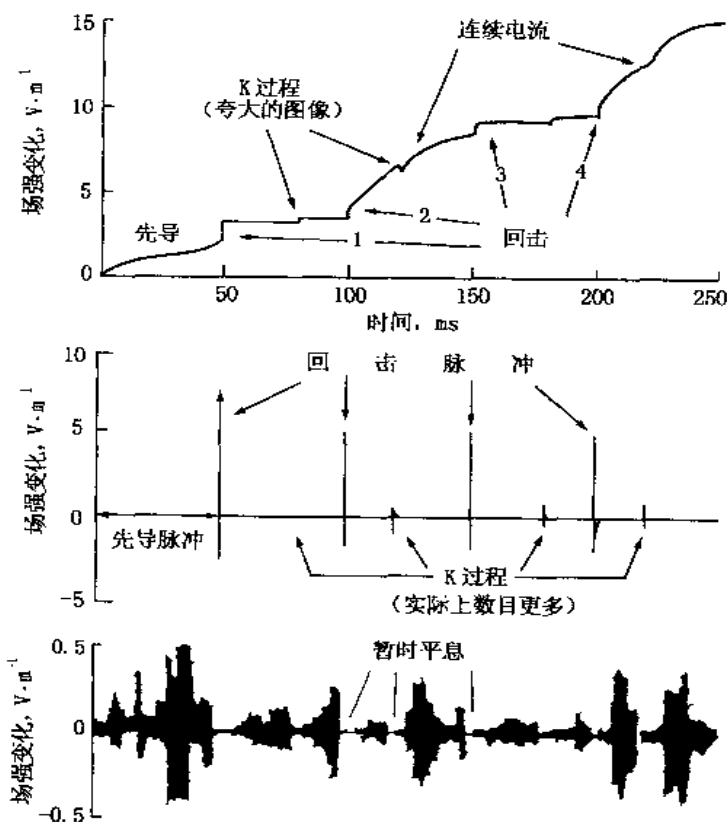 场强变化, V·m⁻¹
15
10
5
0
连续电流
K过程
(夸大的图像)
先导
1
2
3
4
回击
50
100
150
200
250
时间, ms
场强变化, V·m⁻¹
10
5
0
-5
回击脉冲
先导脉冲
K过程
(实际上数目更多)
场强变化, V·m⁻¹
0.5
0
-0.5
暂时平息